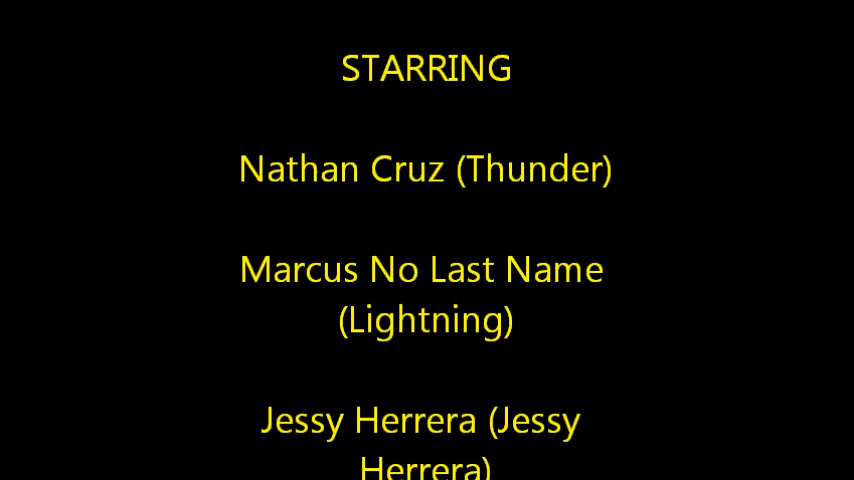 STARRING
Nathan Cruz (Thunder)
Marcus No Last Name
(Lightning)
Jessy Herrera (Jessy
Herrera)